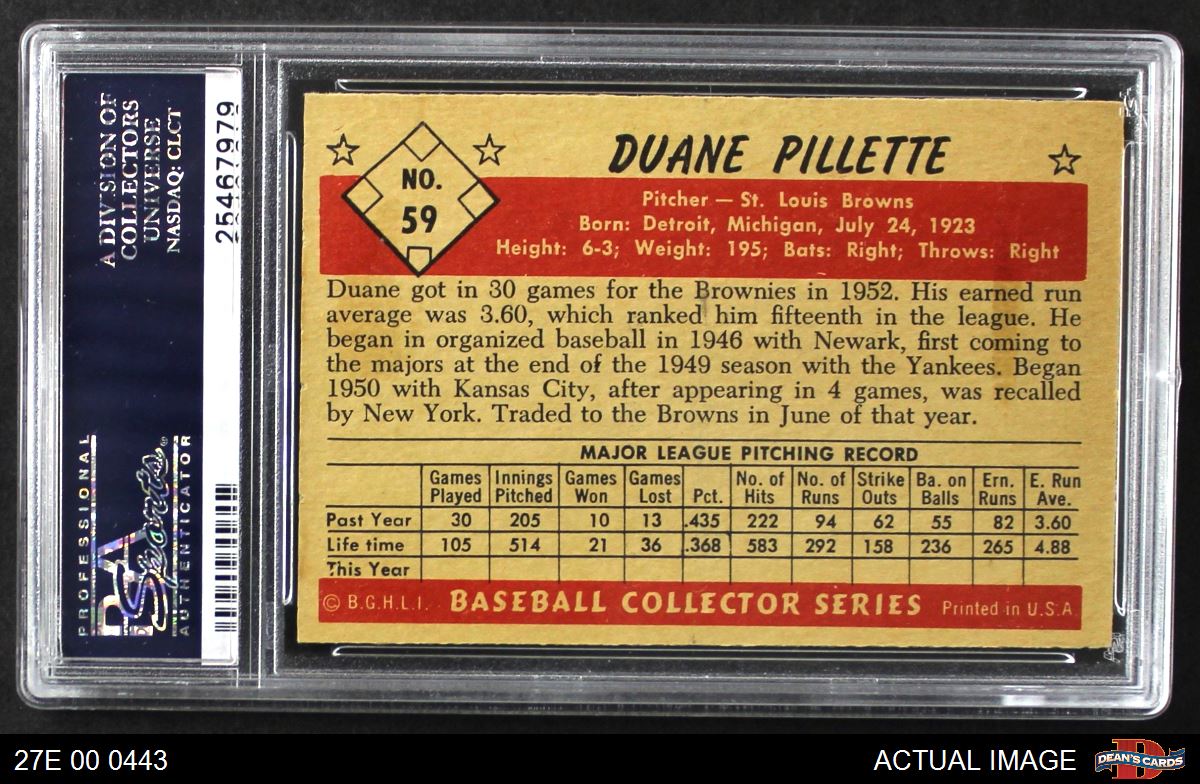 A DIVISION OF
COLLECTORS
UNIVERSE
NASDAQ: CLCT
PROFESSIONAL
PSA
Sports®
AUTHENTICATOR
25467979
NO.
59
DUANE PILLETTE
Pitcher — St. Louis Browns
Born: Detroit, Michigan, July 24, 1923
Height: 6-3; Weight: 195; Bats: Right; Throws: Right
Duane got in 30 games for the Brownies in 1952. His earned run
average was 3.60, which ranked him fifteenth in the league. He
began in organized baseball in 1946 with Newark, first coming to
the majors at the end of the 1949 season with the Yankees. Began
1950 with Kansas City, after appearing in 4 games, was recalled
by New York. Traded to the Browns in June of that year.
MAJOR LEAGUE PITCHING RECORD
Games Played Innings Pitched Games Won Games Lost Pct. No. of Hits No. of Runs Strike Outs Ba. on Balls Ern. Runs E. Run Ave.
Past Year 30 205 10 13 .435 222 94 62 55 82 3.60
Life time 105 514 21 36 .368 583 292 158 236 265 4.88
This Year
© B.G.H.L.I. BASEBALL COLLECTOR SERIES Printed in U.S.A
27E 00 0443
ACTUAL IMAGE
DEAN'S CARDS